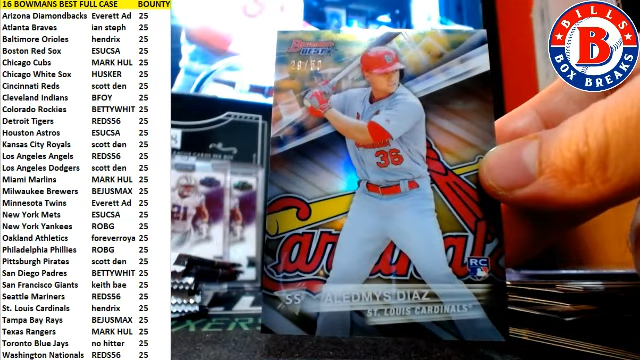 16 BOWMANS BEST FULL CASE BOUNTY
Arizona Diamondbacks Everett Ad 25
Atlanta Braves ian steph 25
Baltimore Orioles hendrix 25
Boston Red Sox ESUCSA 25
Chicago Cubs MARK HUL 25
Chicago White Sox HUSKER 25
Cincinnati Reds scott den 25
Cleveland Indians BFOY 25
Colorado Rockies BETTYWHIT 25
Detroit Tigers REDS56 25
Houston Astros ESUCSA 25
Kansas City Royals scott den 25
Los Angeles Angels REDS56 25
Los Angeles Dodgers scott den 25
Miami Marlins MARK HUL 25
Milwaukee Brewers BEJUSMAX 25
Minnesota Twins Everett Ad 25
New York Mets ESUCSA 25
New York Yankees ROBG 25
Oakland Athletics foreverroya 25
Philadelphia Phillies ROBG 25
Pittsburgh Pirates scott den 25
San Diego Padres BETTYWHIT 25
San Francisco Giants keith bae 25
Seattle Mariners REDS56 25
St. Louis Cardinals hendrix 25
Tampa Bay Rays BEJUSMAX 25
Texas Rangers MARK HUL 25
Toronto Blue Jays no hitter 25
Washington Nationals REDS56 25
BOWMAN'S
BEST
36
Cardinals
RC
SS
ALEDMYS DIAZ
ST. LOUIS CARDINALS
BILLS
B
BOX BREAKS